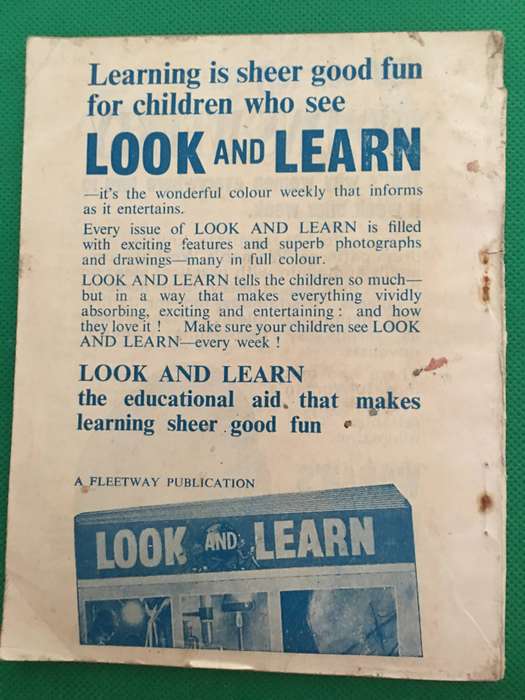 Learning is sheer good fun
for children who see
LOOK AND LEARN
—it's the wonderful colour weekly that informs
as it entertains.
Every issue of LOOK AND LEARN is filled
with exciting features and superb photographs
and drawings—many in full colour.
LOOK AND LEARN tells the children so much—
but in a way that makes everything vividly
absorbing, exciting and entertaining: and how
they love it! Make sure your children see LOOK
AND LEARN—every week!
LOOK AND LEARN
the educational aid that makes
learning sheer good fun
A FLEETWAY PUBLICATION
LOOK AND LEARN